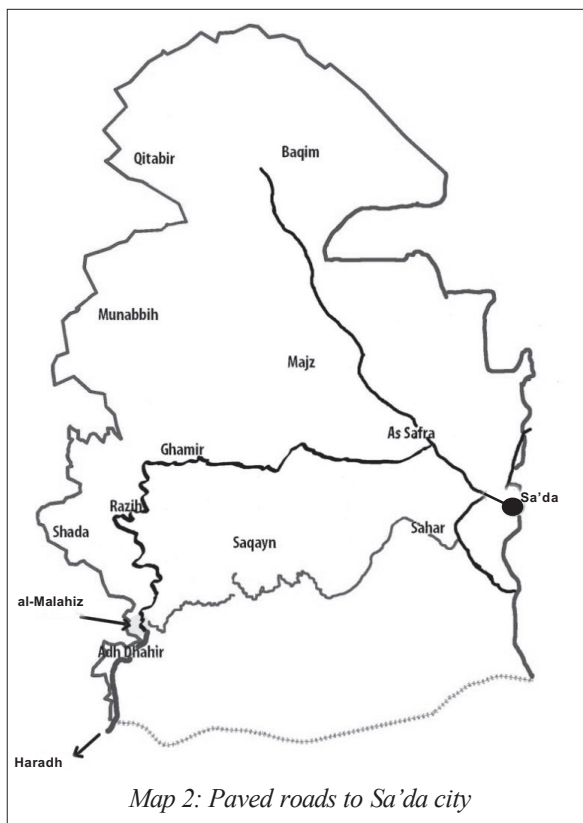 Qitabir
Baqim
Munabbih
Majz
As Safra
Ghamir
Sa'da
Razih
Shada
Sahar
Saqayn
al-Malahiz
Adh Dhahir
Haradh
Map 2: Paved roads to Sa'da city